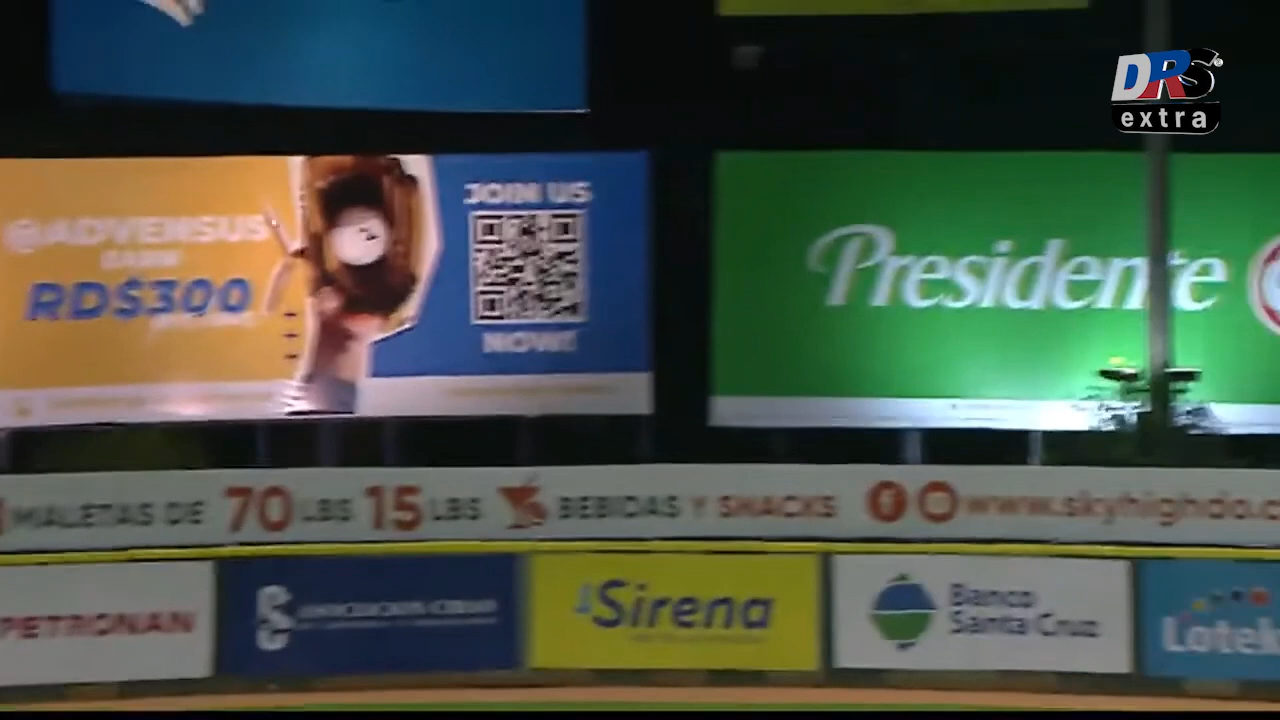 DRS
extra
@ADVENSUS
EARN
RD$300
JOIN US
NOW!
Presidente
MALETAS DE 70 LBS 15 LBS BEBIDAS Y SNACKS f www.skyhighdo.c
PETRONAN
Sirena
Banco
Santa Cruz
Lotek